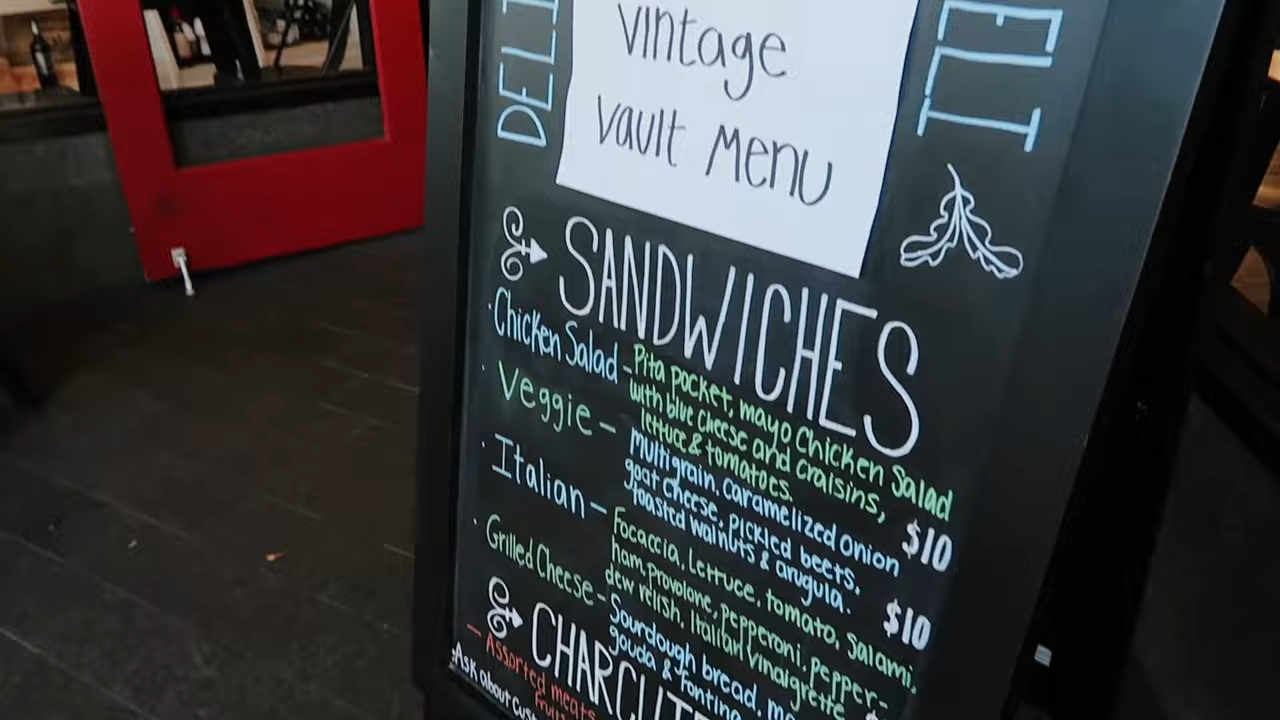 DELI
ELI
vintage
vault Menu
SANDWICHES
· Chicken Salad - Pita pocket, mayo Chicken Salad
with blue cheese and craisins,
lettuce & tomatoes. $10
· Veggie - multigrain, caramelized onion
goat cheese, pickled beets,
toasted walnuts & arugula. $10
· Italian - Focaccia, Lettuce, tomato, Salami,
ham, provolone, pepperoni, pepper-
dew relish, Italian vinaigrette
· Grilled Cheese - Sourdough bread,
gouda & fontina
CHARCUTE
- Assorted meats
Fruit
Ask about cust